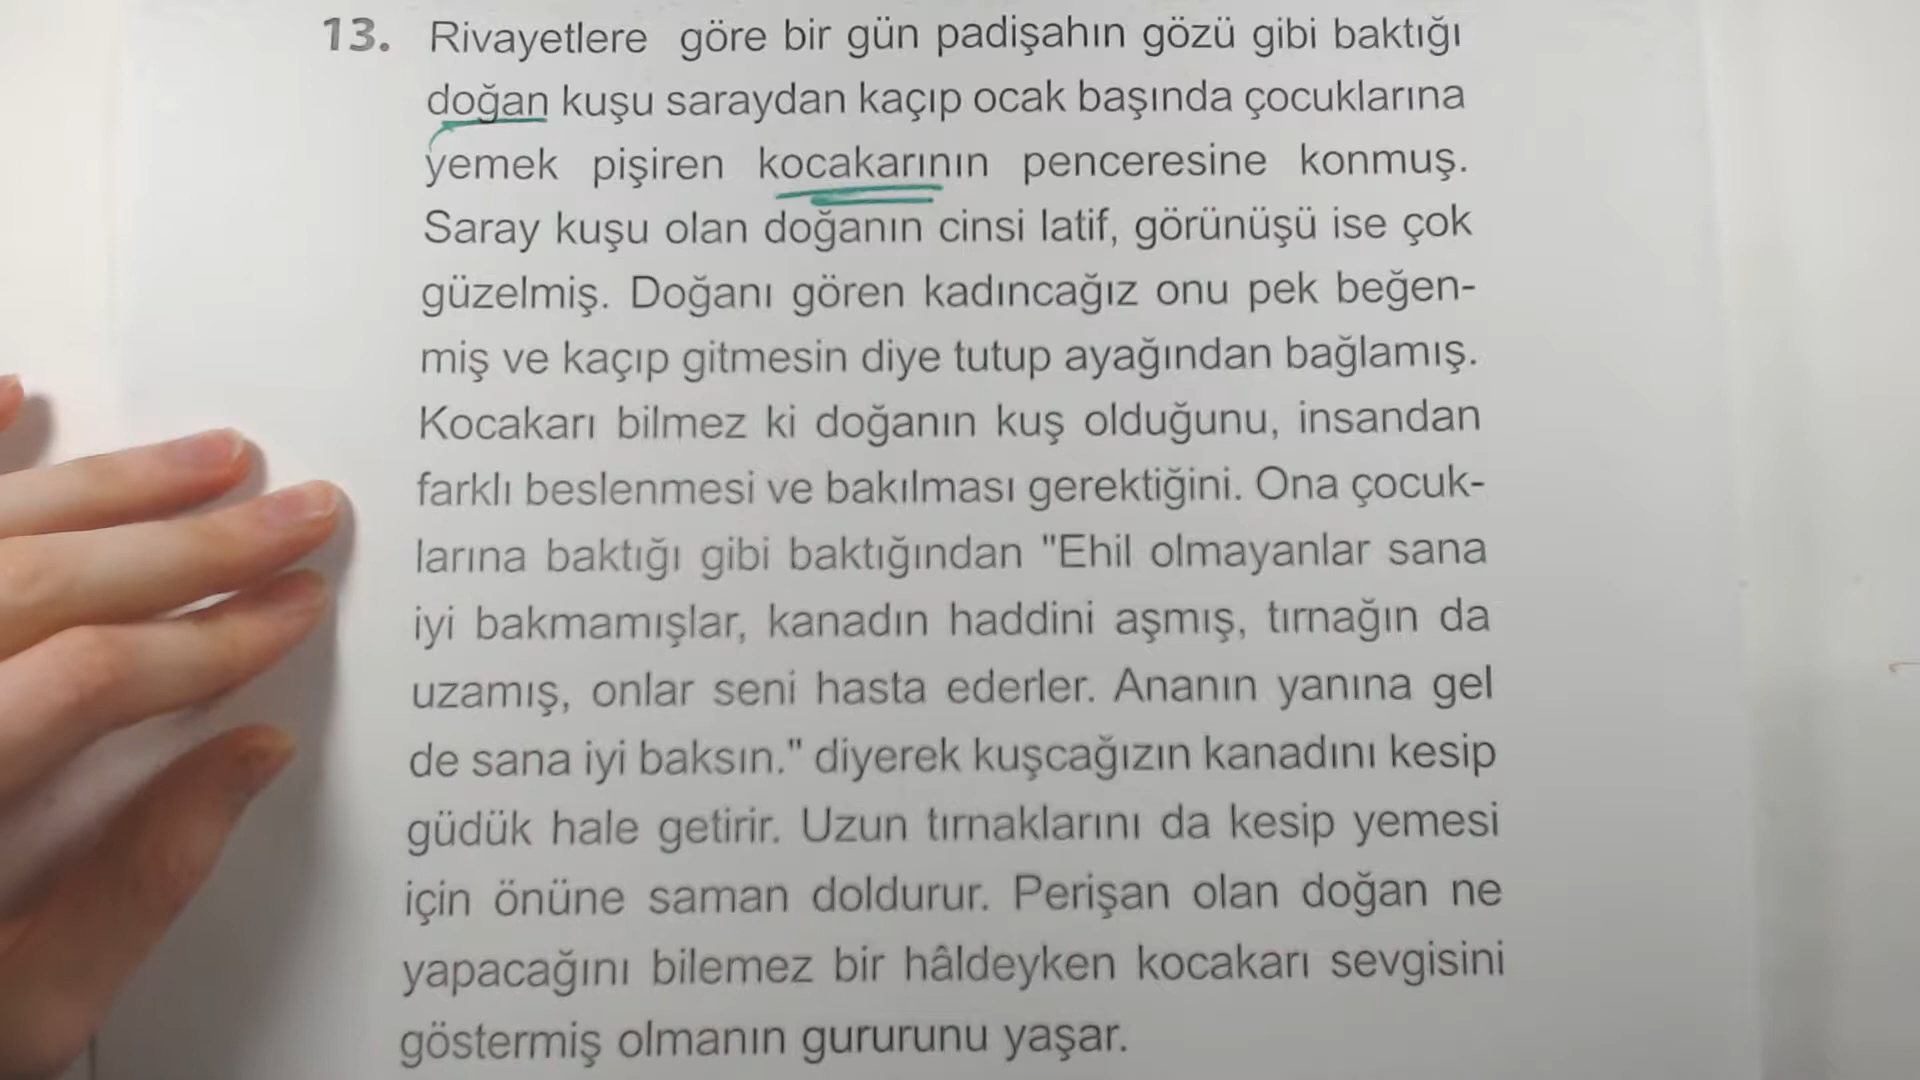 13. Rivayetlere göre bir gün padişahın gözü gibi baktığı
doğan kuşu saraydan kaçıp ocak başında çocuklarına
yemek pişiren kocakarının penceresine konmuş.
Saray kuşu olan doğanın cinsi latif, görünüşü ise çok
güzelmiş. Doğanı gören kadıncağız onu pek beğen-
miş ve kaçıp gitmesin diye tutup ayağından bağlamış.
Kocakarı bilmez ki doğanın kuş olduğunu, insandan
farklı beslenmesi ve bakılması gerektiğini. Ona çocuk-
larına baktığı gibi baktığından "Ehil olmayanlar sana
iyi bakmamışlar, kanadın haddini aşmış, tırnağın da
uzamış, onlar seni hasta ederler. Ananın yanına gel
de sana iyi baksın." diyerek kuşcağızın kanadını kesip
güdük hale getirir. Uzun tırnaklarını da kesip yemesi
için önüne saman doldurur. Perişan olan doğan ne
yapacağını bilemez bir hâldeyken kocakarı sevgisini
göstermiş olmanın gururunu yaşar.